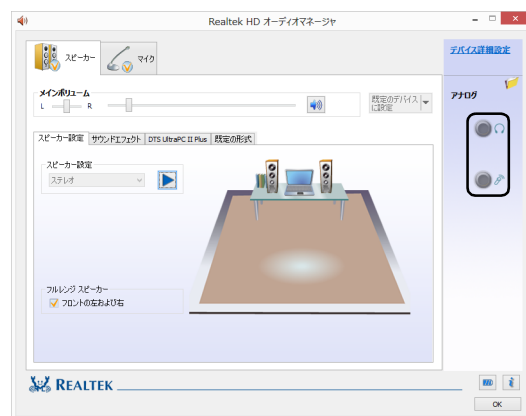 Realtek HD オーディオマネージャ
スピーカー
マイク
デバイス詳細設定
メインボリューム
L
R
既定のデバイス
に設定
アナログ
スピーカー設定
サウンドエフェクト
DTS UltraPC II Plus
既定の形式
スピーカー設定
ステレオ
フルレンジ スピーカー
フロントの左および右
REALTEK
OK